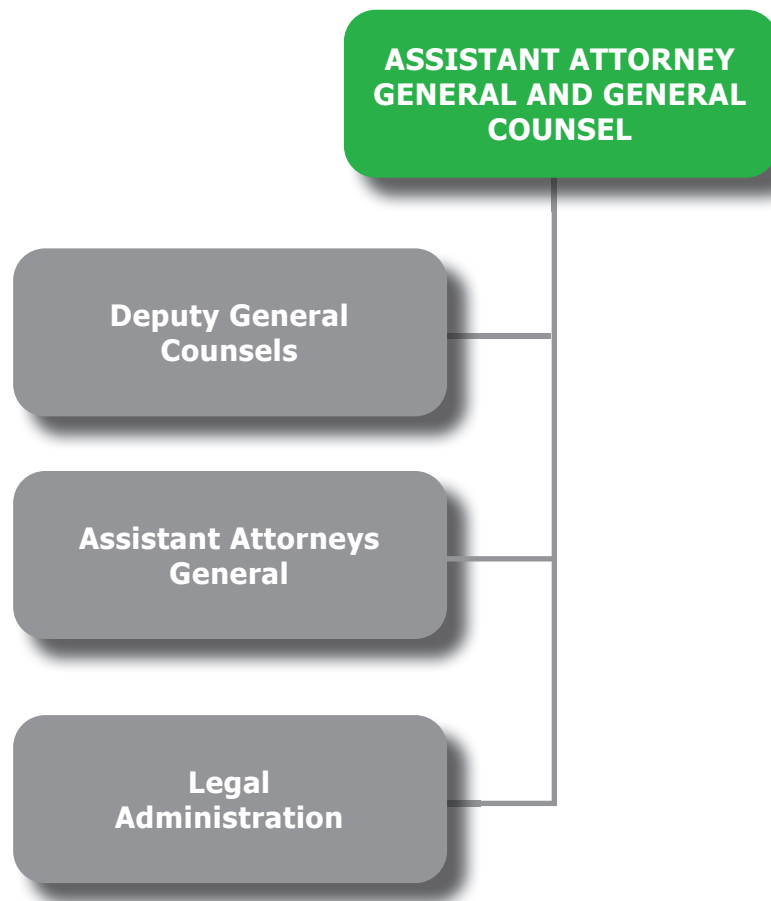 ASSISTANT ATTORNEY
GENERAL AND GENERAL
COUNSEL
Deputy General
Counsels
Assistant Attorneys
General
Legal
Administration